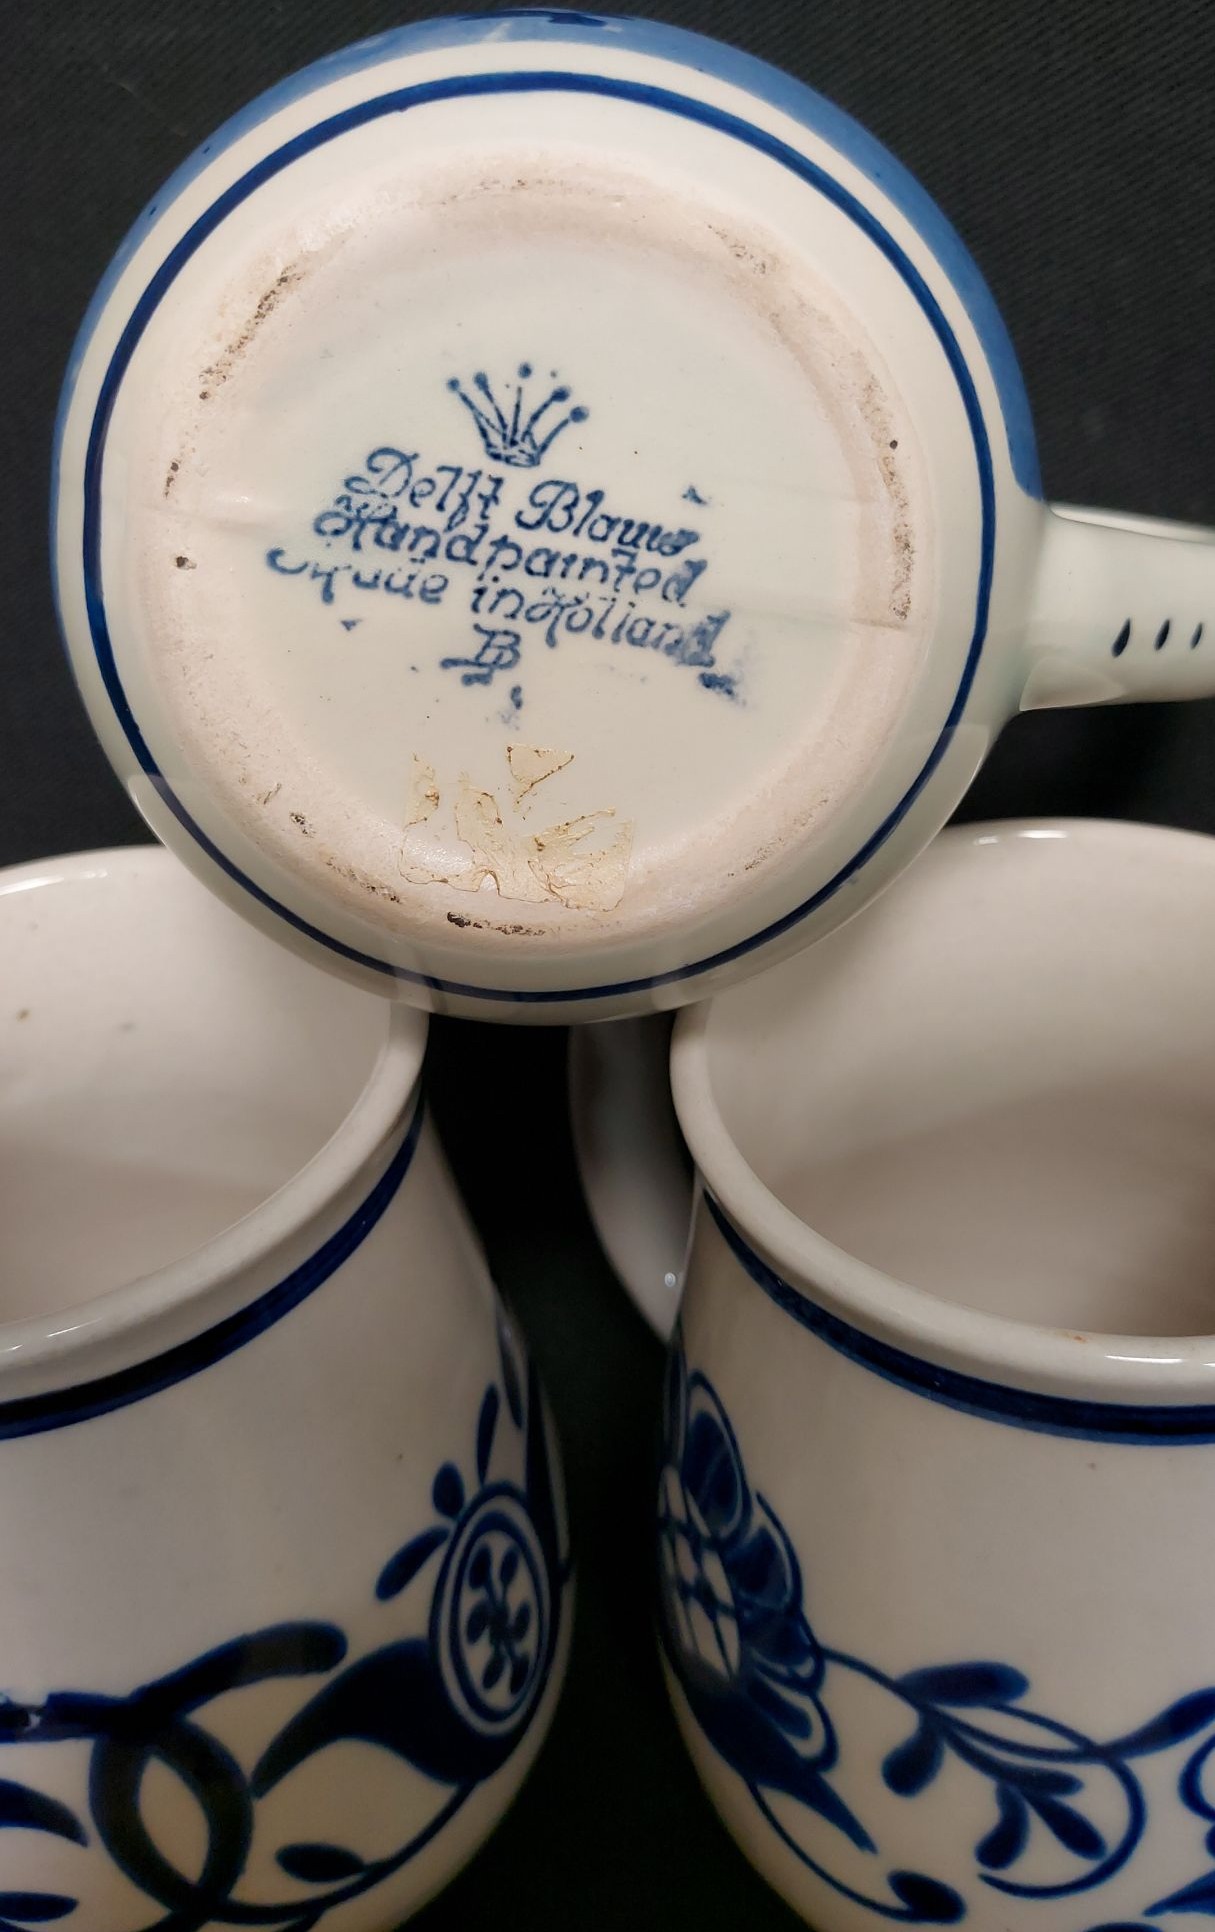 Delft Blauw
Handpainted
Made in Holland
B